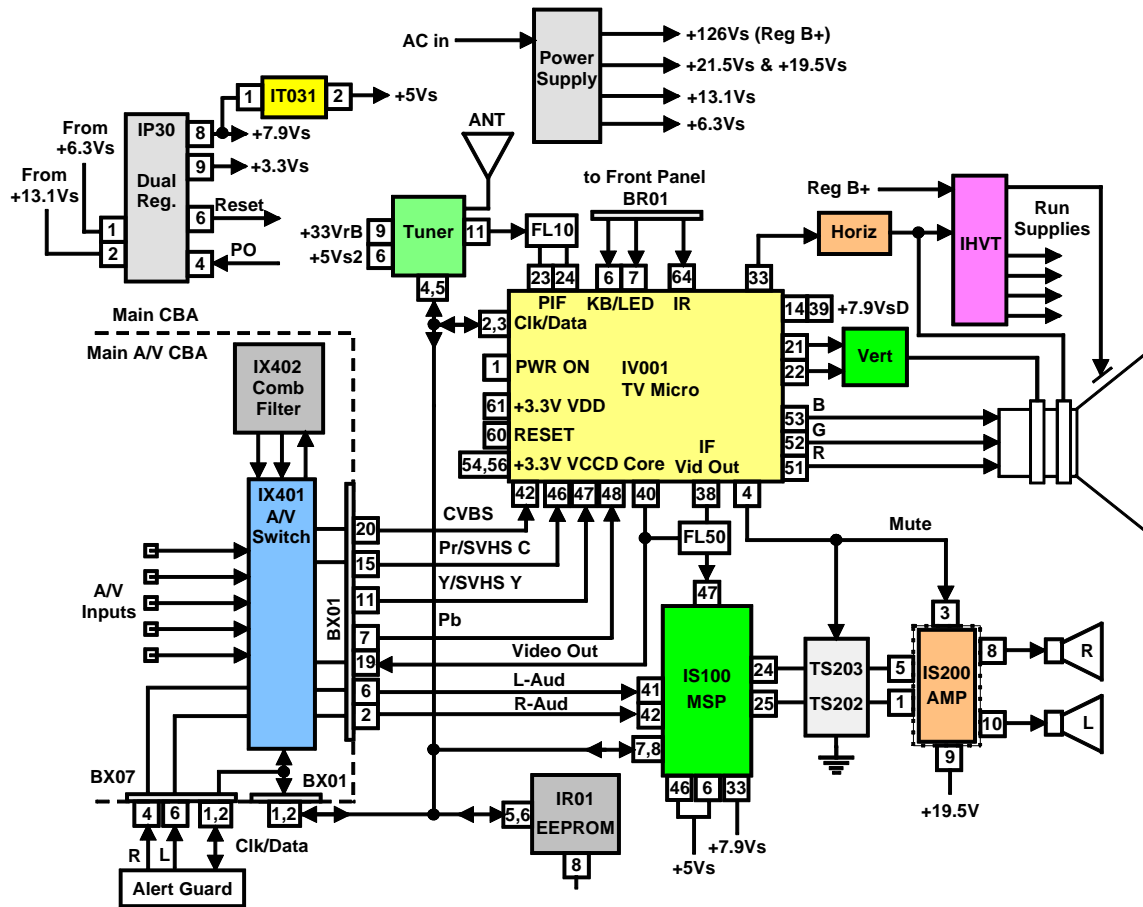 AC in
Power
Supply
+126Vs (Reg B+)
+21.5Vs & +19.5Vs
+13.1Vs
+6.3Vs
1
IT031
2
+5Vs
From
+6.3Vs
From
+13.1Vs
IP30
Dual
Reg.
8
+7.9Vs
9
+3.3Vs
6
Reset
4
PO
1
2
ANT
Tuner
+33VrB
9
+5Vs2
6
11
4,5
FL10
to Front Panel
BR01
Reg B+
Horiz
IHVT
Run
Supplies
23
24
6
7
64
33
PIF
KB/LED
IR
2,3
Clk/Data
14
39
+7.9VsD
1
PWR ON
IV001
TV Micro
21
22
Vert
61
+3.3V VDD
60
RESET
54,56
+3.3V VCCD Core
IF
Vid Out
53
B
52
G
51
R
42
46
47
48
40
38
4
Main CBA
Main A/V CBA
IX402
Comb
Filter
IX401
A/V
Switch
A/V
Inputs
BX01
20
CVBS
15
Pr/SVHS C
11
Y/SVHS Y
7
Pb
19
Video Out
6
L-Aud
2
R-Aud
FL50
Mute
47
41
42
7,8
IS100
MSP
24
25
46
6
33
+5Vs
+7.9Vs
TS203
TS202
3
5
1
IS200
AMP
8
R
10
L
9
+19.5V
BX07
BX01
4
6
1,2
1,2
R
L
Clk/Data
Alert Guard
5,6
IR01
EEPROM
8